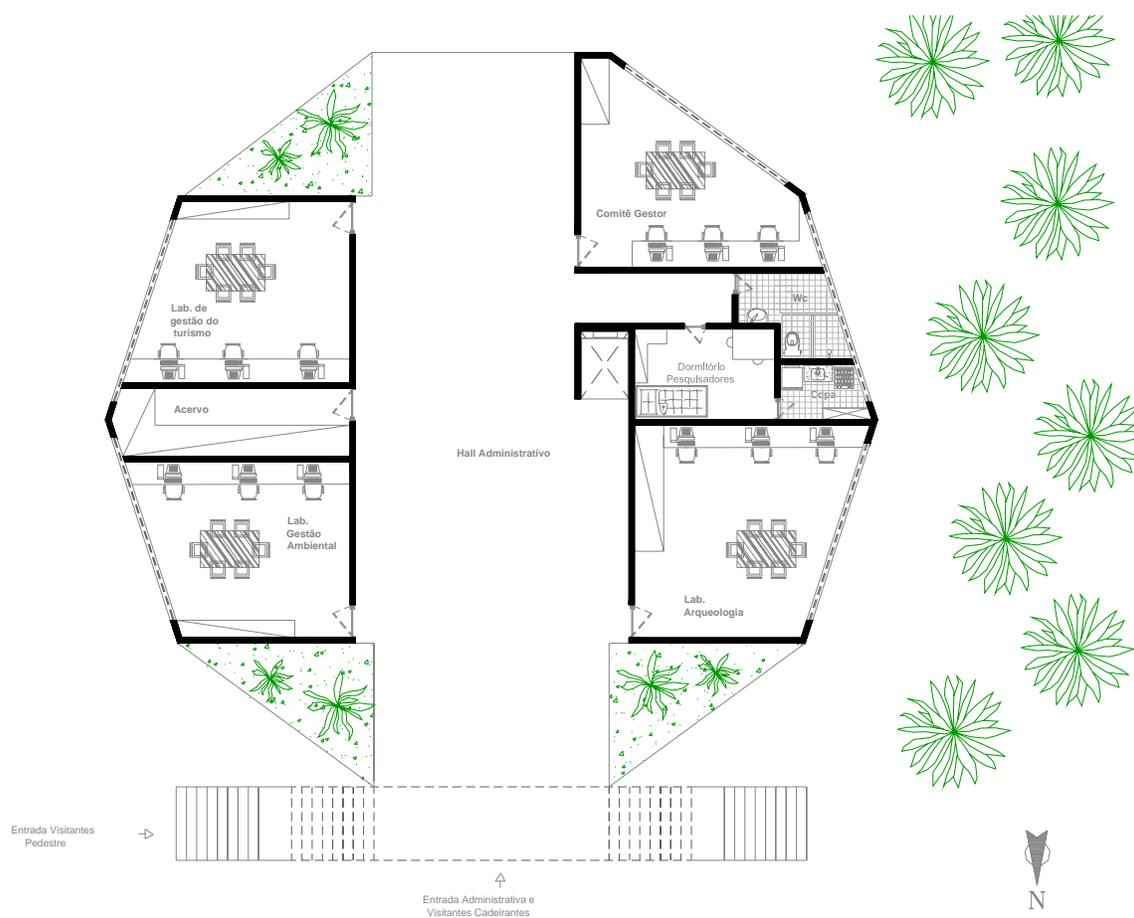 Comitê Gestor
Wc
Lab. de
gestão do
turismo
Dormitório
Pesquisadores
Copa
Acervo
Hall Administrativo
Lab.
Gestão
Ambiental
Lab.
Arqueologia
Entrada Visitantes
Pedestre
Entrada Administrativa e
Visitantes Cadeirantes
N